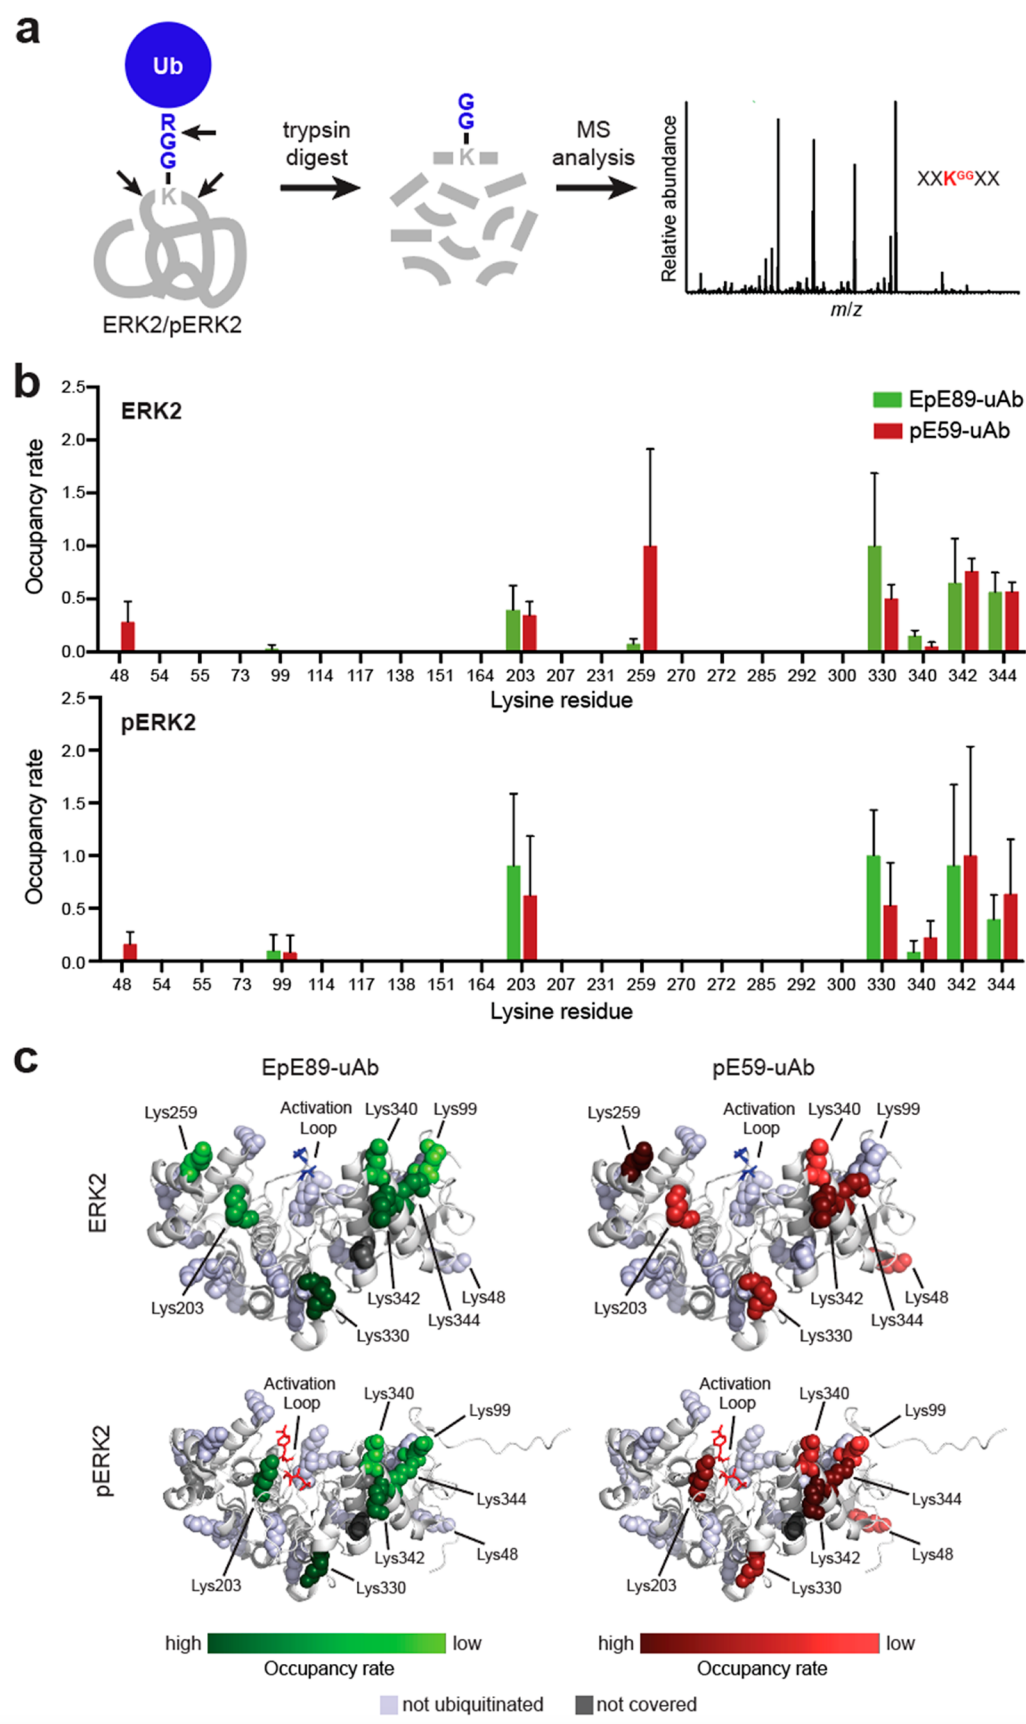 a
Ub
R
G
G
K
ERK2/pERK2
trypsin
digest
G
G
K
MS
analysis
Relative abundance
XXKGGXX
m/z
b
ERK2
EpE89-uAb
pE59-uAb
Occupancy rate
2.5
2.0
1.5
1.0
0.5
0.0
48 54 55 73 99 114 117 138 151 164 203 207 231 259 270 272 285 292 300 330 340 342 344
Lysine residue
pERK2
Occupancy rate
2.5
2.0
1.5
1.0
0.5
0.0
48 54 55 73 99 114 117 138 151 164 203 207 231 259 270 272 285 292 300 330 340 342 344
Lysine residue
c
EpE89-uAb
pE59-uAb
ERK2
Lys259
Activation
Loop
Lys340
Lys99
Lys203
Lys342
Lys48
Lys344
Lys330
Lys259
Activation
Loop
Lys340
Lys99
Lys203
Lys342
Lys48
Lys344
Lys330
pERK2
Activation
Loop
Lys340
Lys99
Lys344
Lys48
Lys342
Lys203
Lys330
Activation
Loop
Lys340
Lys99
Lys344
Lys48
Lys342
Lys203
Lys330
high low
Occupancy rate
high low
Occupancy rate
not ubiquitinated
not covered